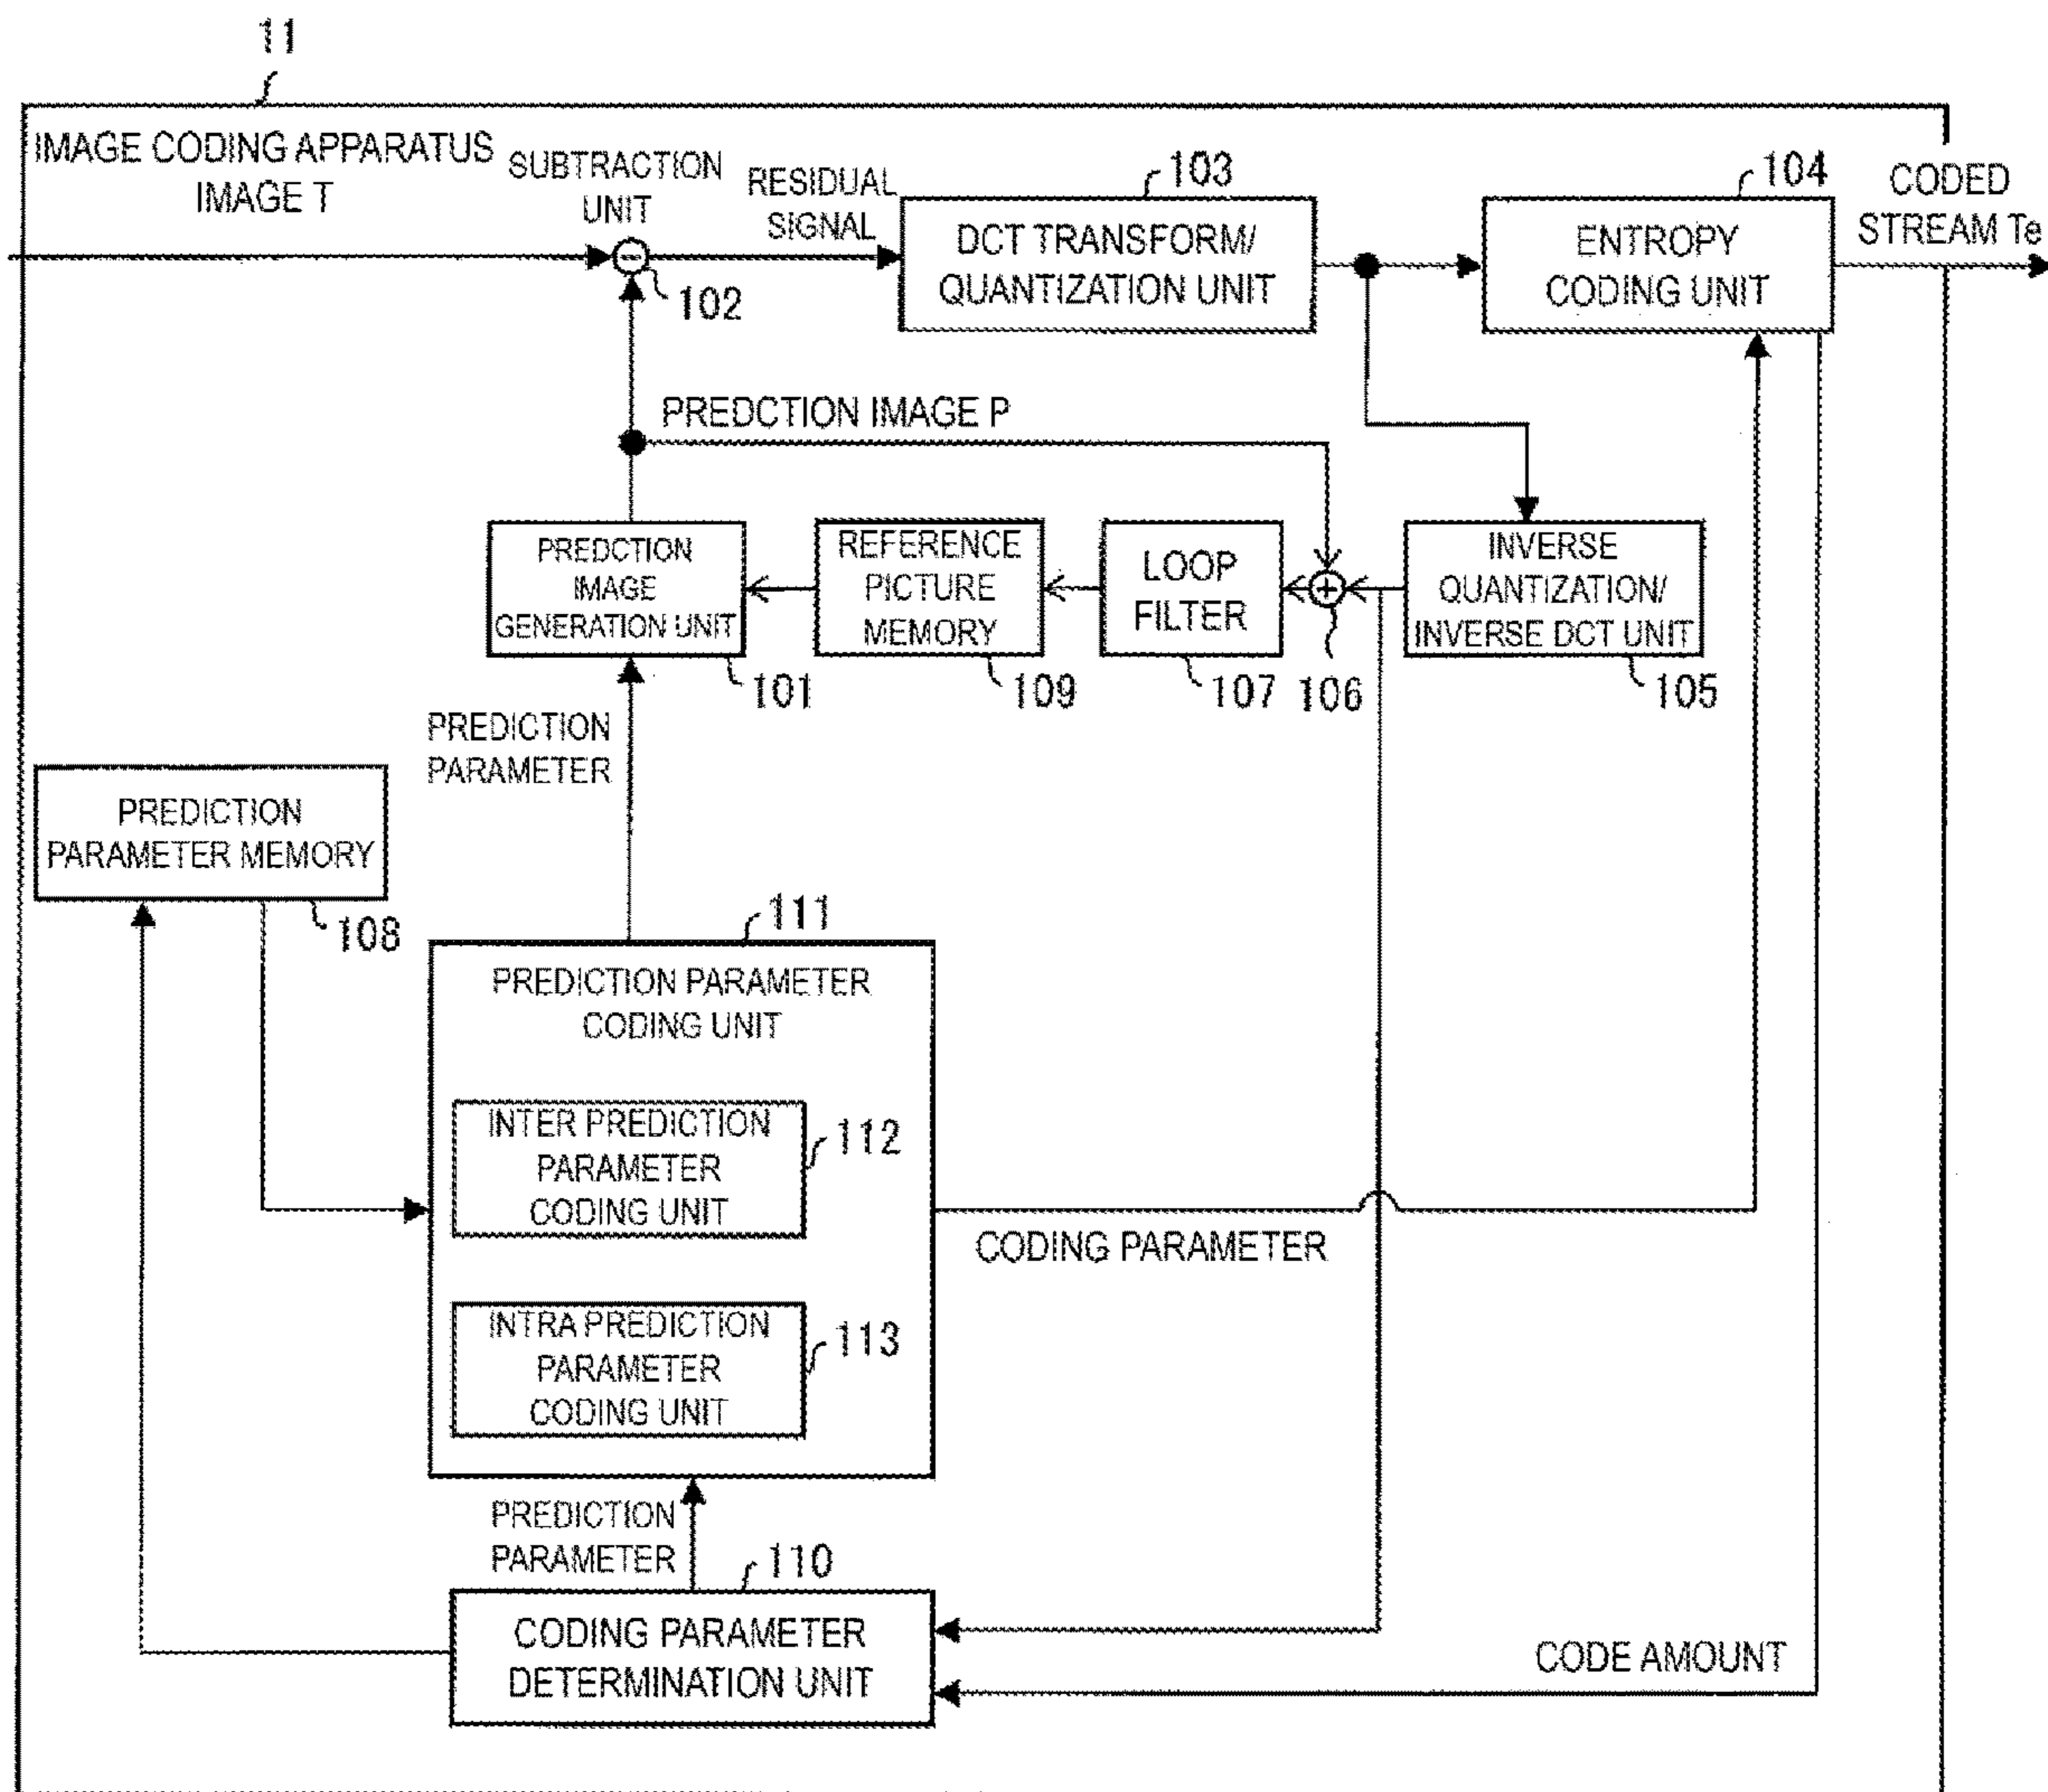 11
IMAGE CODING APPARATUS
IMAGE T
SUBTRACTION
UNIT
102
RESIDUAL
SIGNAL
103
DCT TRANSFORM/
QUANTIZATION UNIT
104
ENTROPY
CODING UNIT
CODED
STREAM Te
PREDCTION IMAGE P
PREDCTION
IMAGE
GENERATION UNIT
101
REFERENCE
PICTURE
MEMORY
109
LOOP
FILTER
107
+
106
INVERSE
QUANTIZATION/
INVERSE DCT UNIT
105
PREDICTION
PARAMETER
PREDICTION
PARAMETER MEMORY
108
111
PREDICTION PARAMETER
CODING UNIT
INTER PREDICTION
PARAMETER
CODING UNIT
112
CODING PARAMETER
INTRA PREDICTION
PARAMETER
CODING UNIT
113
PREDICTION
PARAMETER
110
CODING PARAMETER
DETERMINATION UNIT
CODE AMOUNT